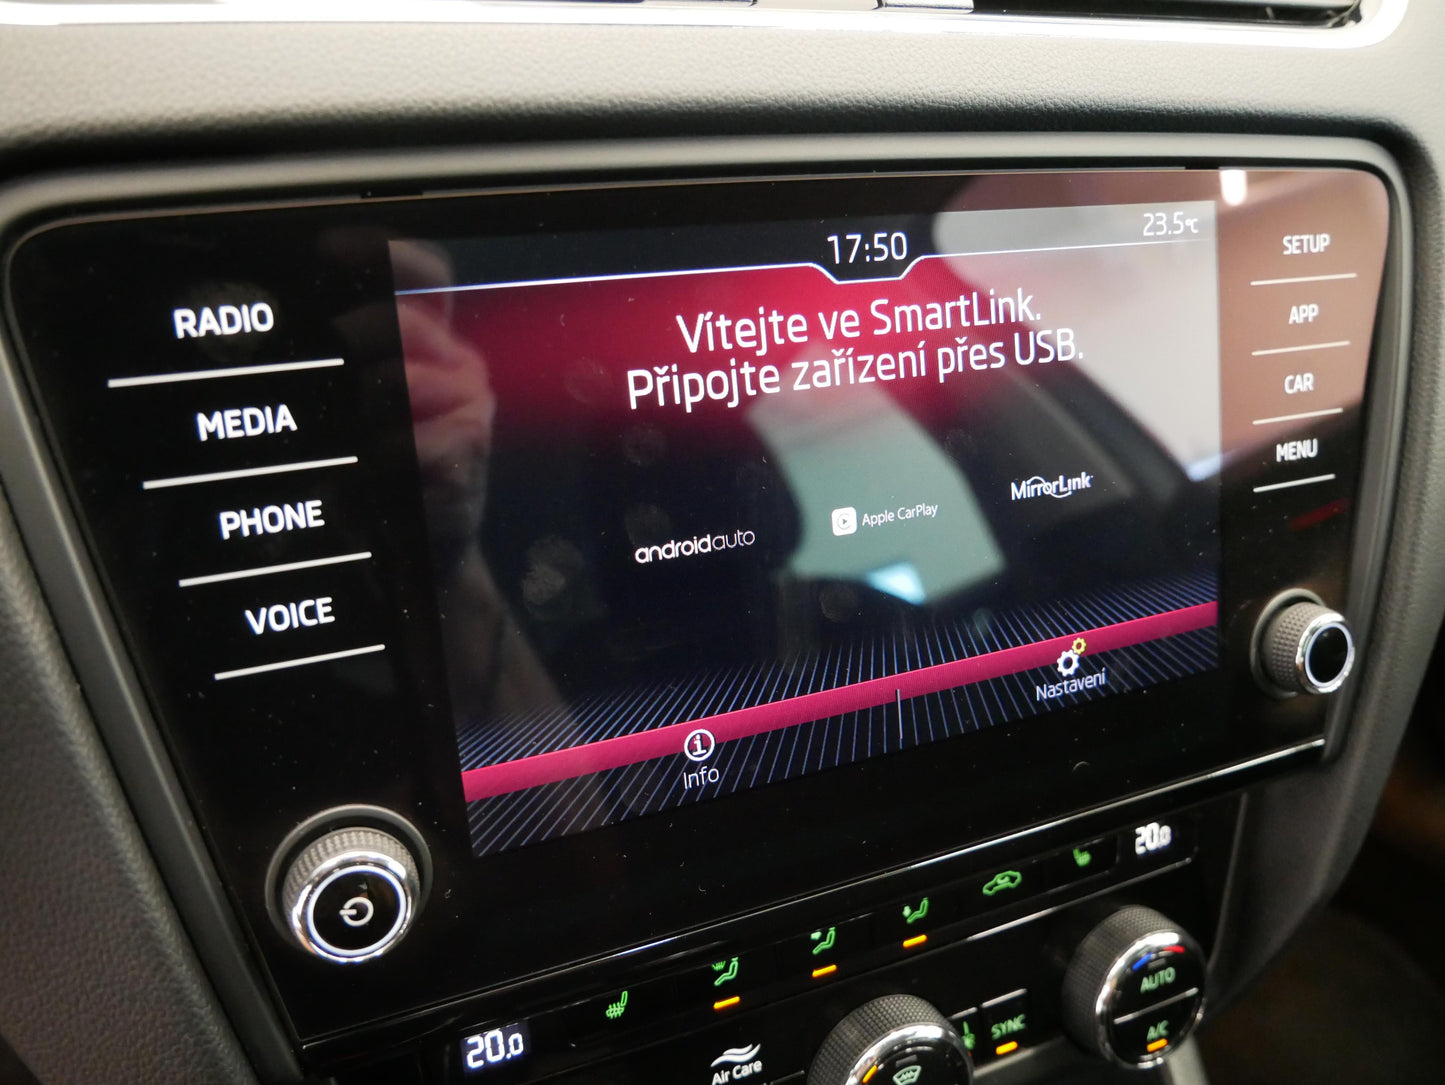 17:50
23.5°C
Vítejte ve SmartLink.
Připojte zařízení přes USB.
androidauto
Apple CarPlay
MirrorLink
Info
Nastavení
RADIO
MEDIA
PHONE
VOICE
SETUP
APP
CAR
MENU
20.0
20.0
Air Care
SYNC
AUTO
A/C